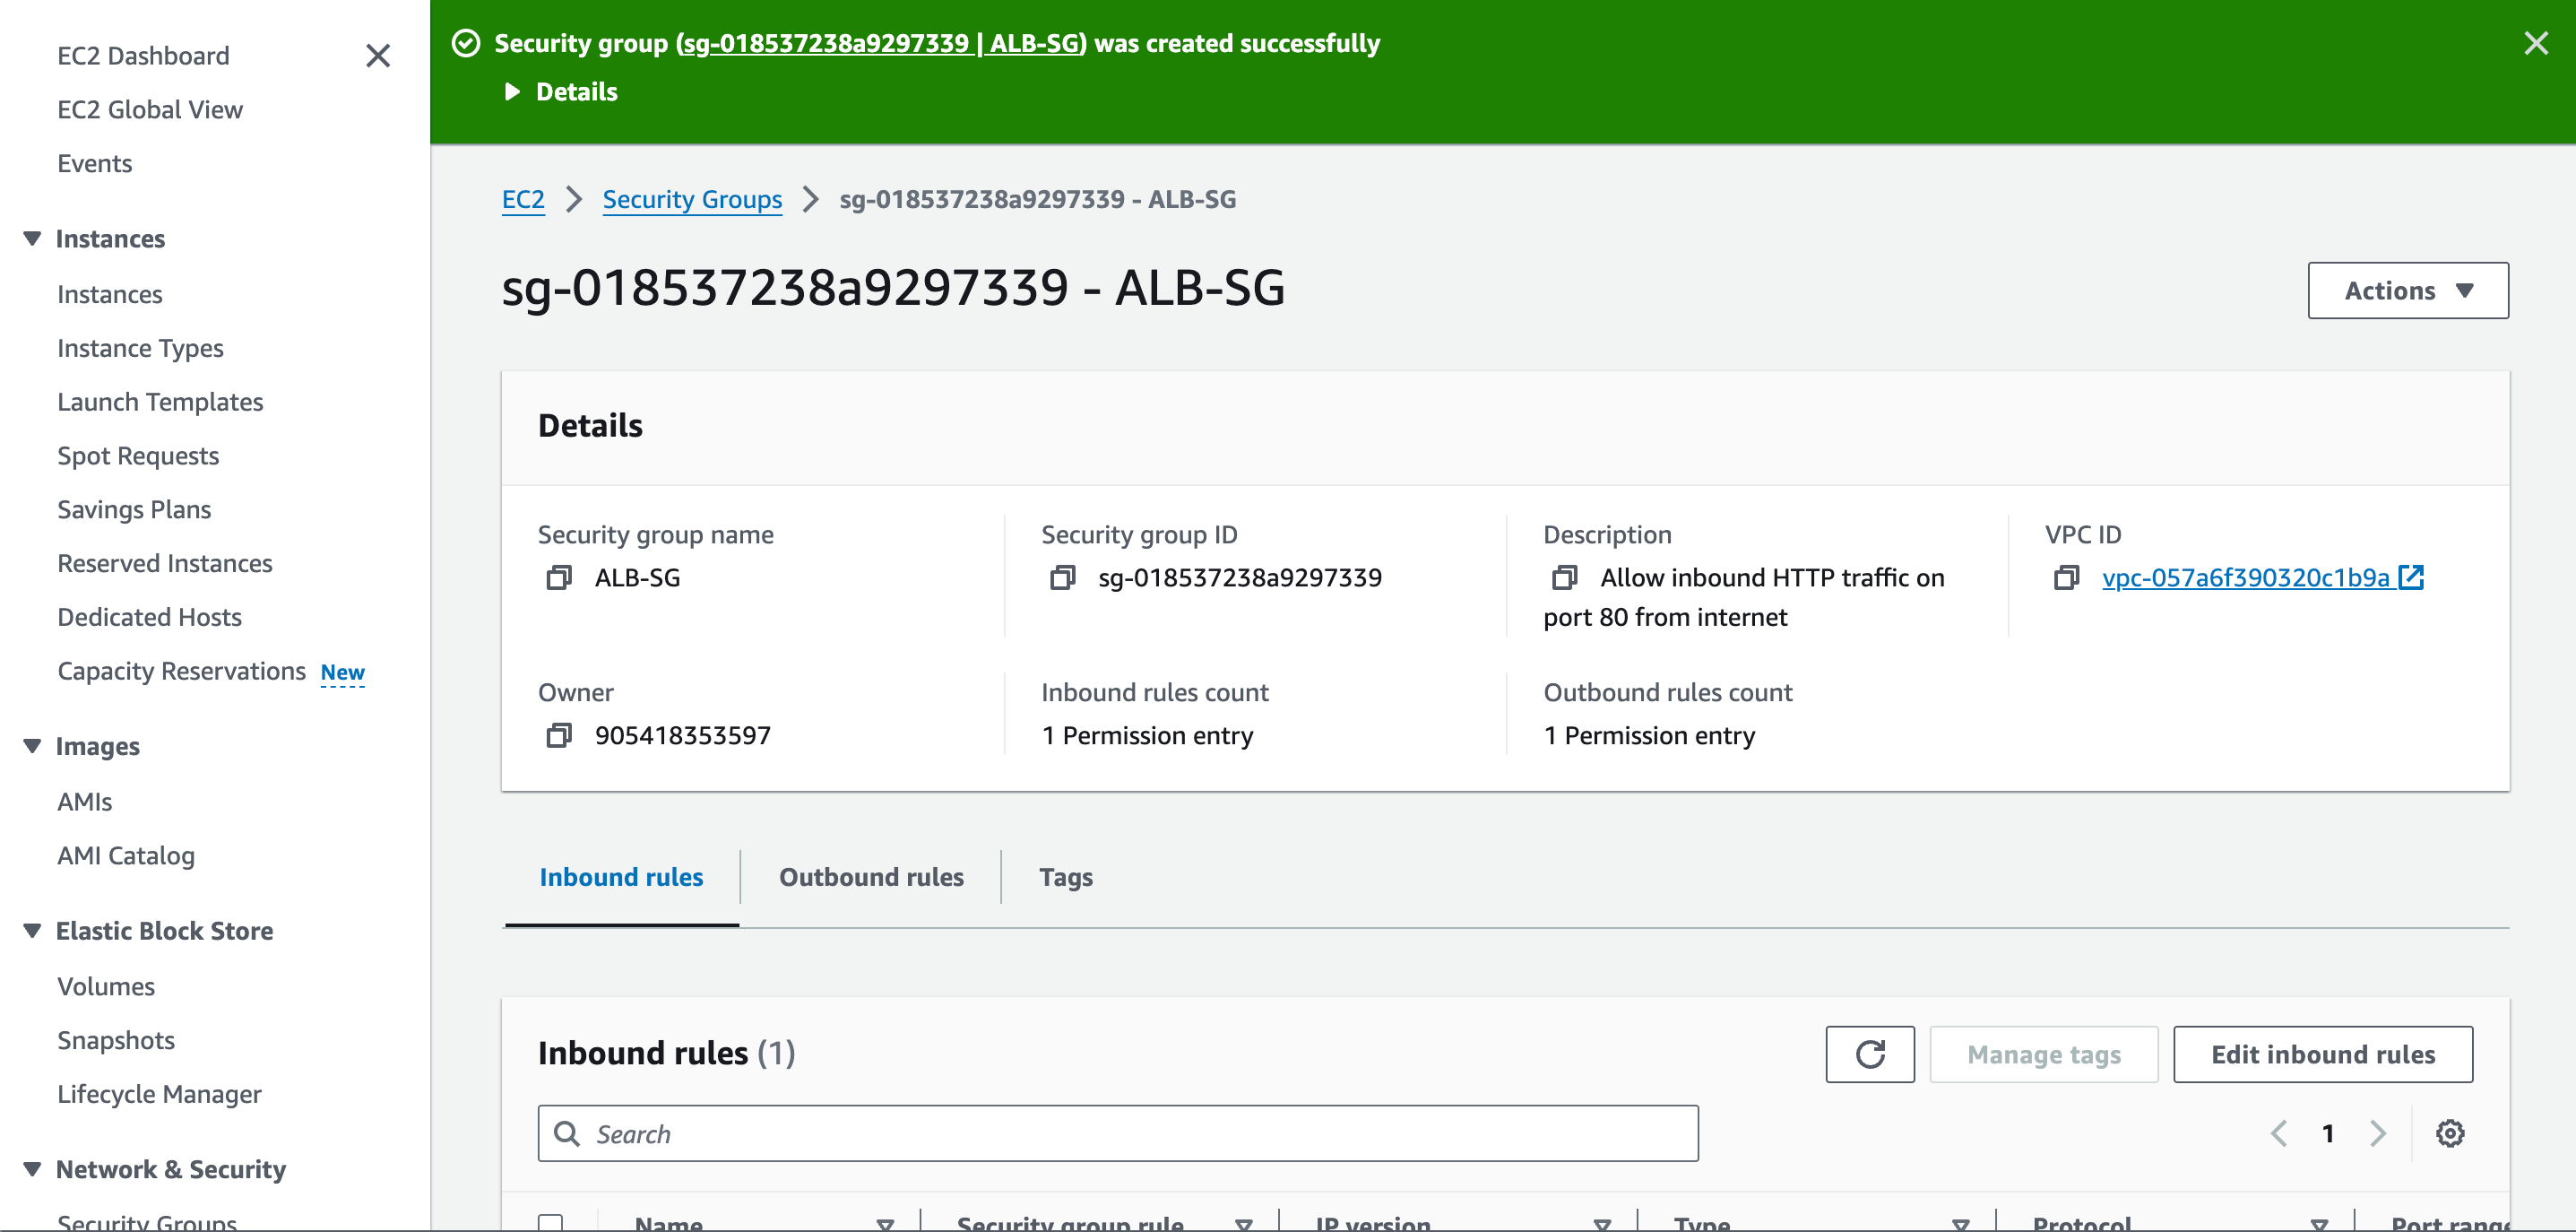 EC2 Dashboard
EC2 Global View
Events
Instances
Instances
Instance Types
Launch Templates
Spot Requests
Savings Plans
Reserved Instances
Dedicated Hosts
Capacity Reservations New
Images
AMIs
AMI Catalog
Elastic Block Store
Volumes
Snapshots
Lifecycle Manager
Network & Security
Security Groups
Security group (sg-018537238a9297339 | ALB-SG) was created successfully
Details
EC2 > Security Groups > sg-018537238a9297339 - ALB-SG
sg-018537238a9297339 - ALB-SG
Actions
Details
Security group name
ALB-SG
Security group ID
sg-018537238a9297339
Description
Allow inbound HTTP traffic on
port 80 from internet
VPC ID
vpc-057a6f390320c1b9a
Owner
905418353597
Inbound rules count
1 Permission entry
Outbound rules count
1 Permission entry
Inbound rules Outbound rules Tags
Inbound rules (1)
Manage tags Edit inbound rules
Search
1
Name Security group rule IP version Type Protocol Port range